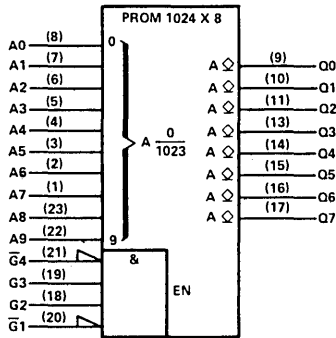 PROM 1024 X 8
A0 (8) 0 A ◇ (9) Q0
A1 (7) A ◇ (10) Q1
A2 (6) A ◇ (11) Q2
A3 (5) A ◇ (13) Q3
A4 (4) A 0/1023 A ◇ (14) Q4
A5 (3) A ◇ (15) Q5
A6 (2) A ◇ (16) Q6
A7 (1) A ◇ (17) Q7
A8 (23)
A9 (22) 9
G̅4 (21) &
G3 (19) EN
G2 (18)
G̅1 (20)